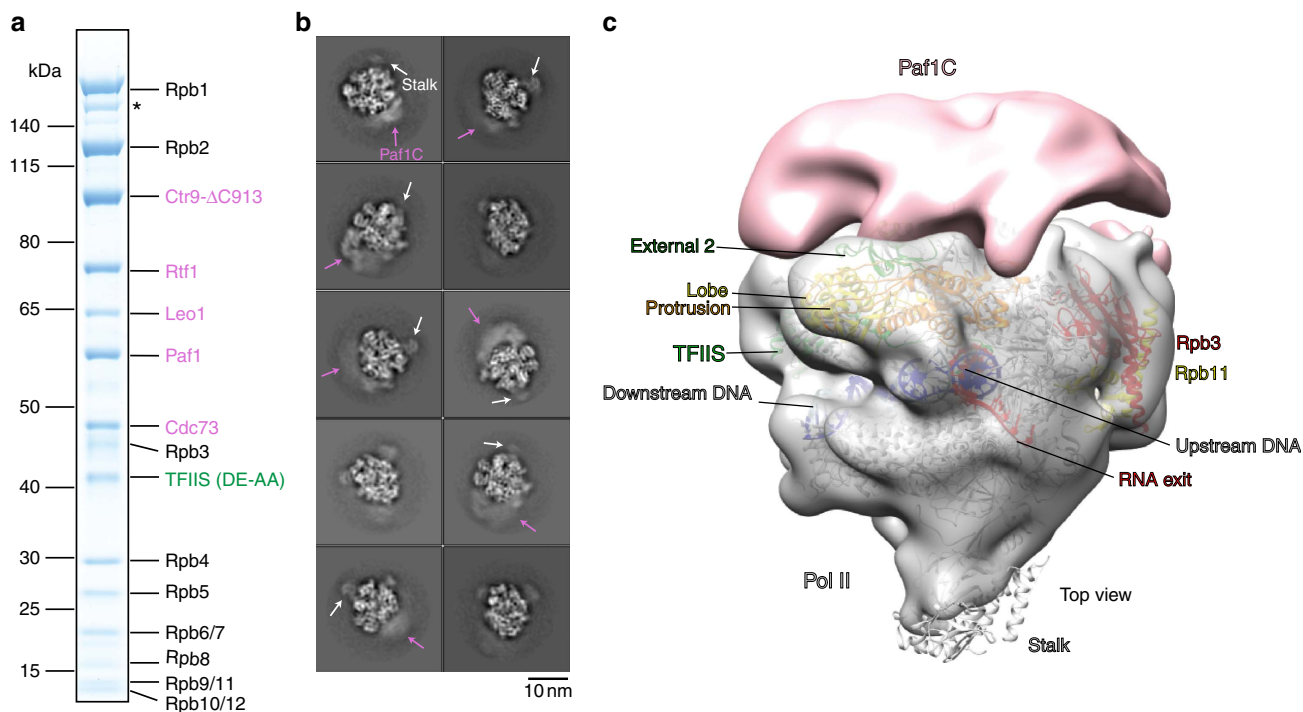 a
kDa
140
115
80
65
50
40
30
25
15
Rpb1
*
Rpb2
Ctr9-ΔC913
Rtf1
Leo1
Paf1
Cdc73
Rpb3
TFIIS (DE-AA)
Rpb4
Rpb5
Rpb6/7
Rpb8
Rpb9/11
Rpb10/12
b
Stalk
Paf1C
10 nm
c
Paf1C
External 2
Lobe
Protrusion
TFIIS
Downstream DNA
Rpb3
Rpb11
Upstream DNA
RNA exit
Pol II
Top view
Stalk